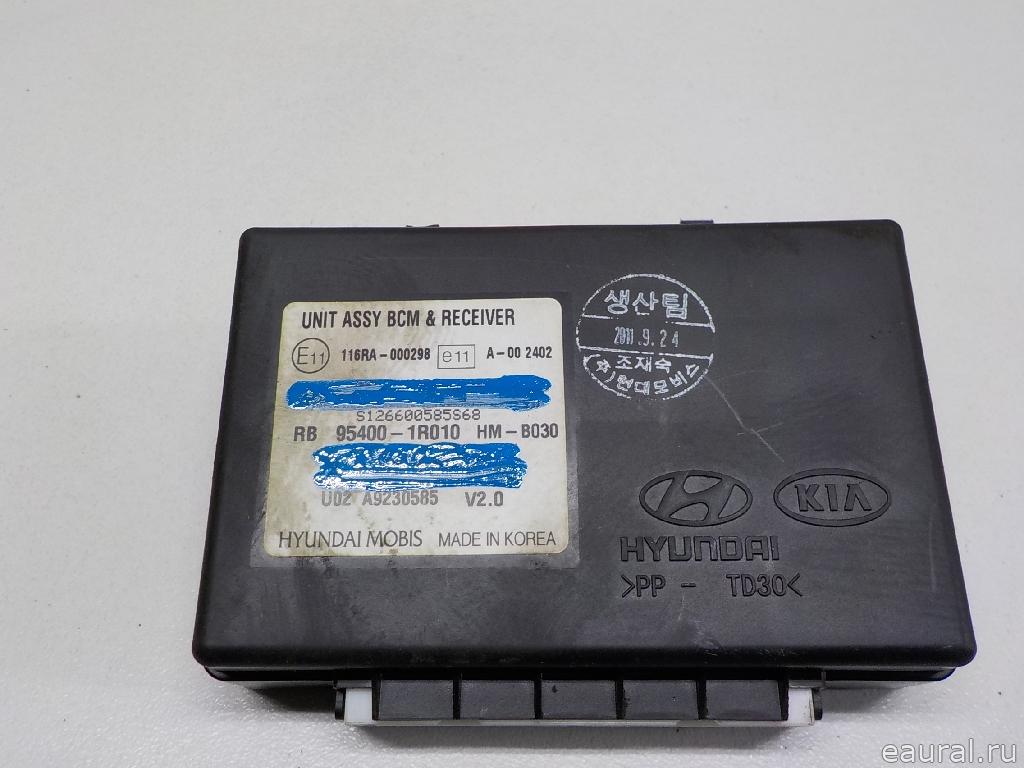 UNIT ASSY BCM & RECEIVER
E11 116RA-000298 e11 A-00 2402
S126600585S68
RB 95400-1R010 HM-B030
U02 A9230585 V2.0
HYUNDAI MOBIS MADE IN KOREA
생산팀
2011.9.24
조재숙
(주)현대모비스
KIA
HYUNDAI
>PP - TD30<
eaural.ru